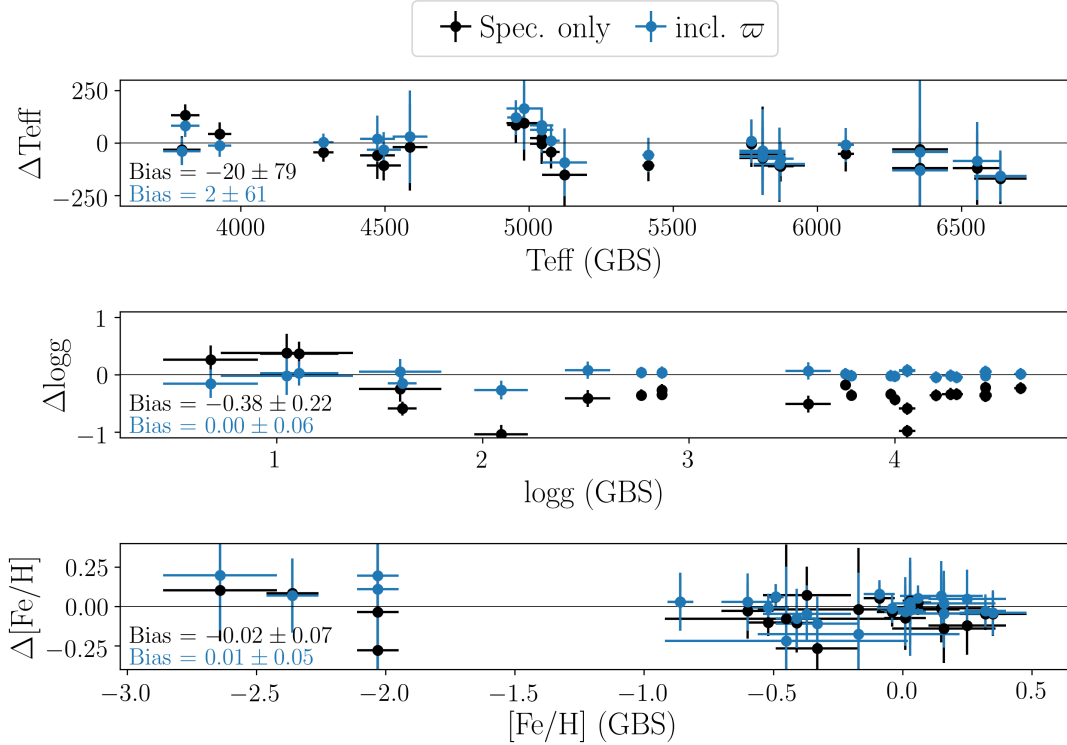 Spec. only incl. ϖ
250
0
−250
ΔTeff
Bias = −20 ± 79
Bias = 2 ± 61
4000 4500 5000 5500 6000 6500
Teff (GBS)
1
0
−1
Δlogg
Bias = −0.38 ± 0.22
Bias = 0.00 ± 0.06
1 2 3 4
logg (GBS)
0.25
0.00
−0.25
Δ[Fe/H]
Bias = −0.02 ± 0.07
Bias = 0.01 ± 0.05
−3.0 −2.5 −2.0 −1.5 −1.0 −0.5 0.0 0.5
[Fe/H] (GBS)